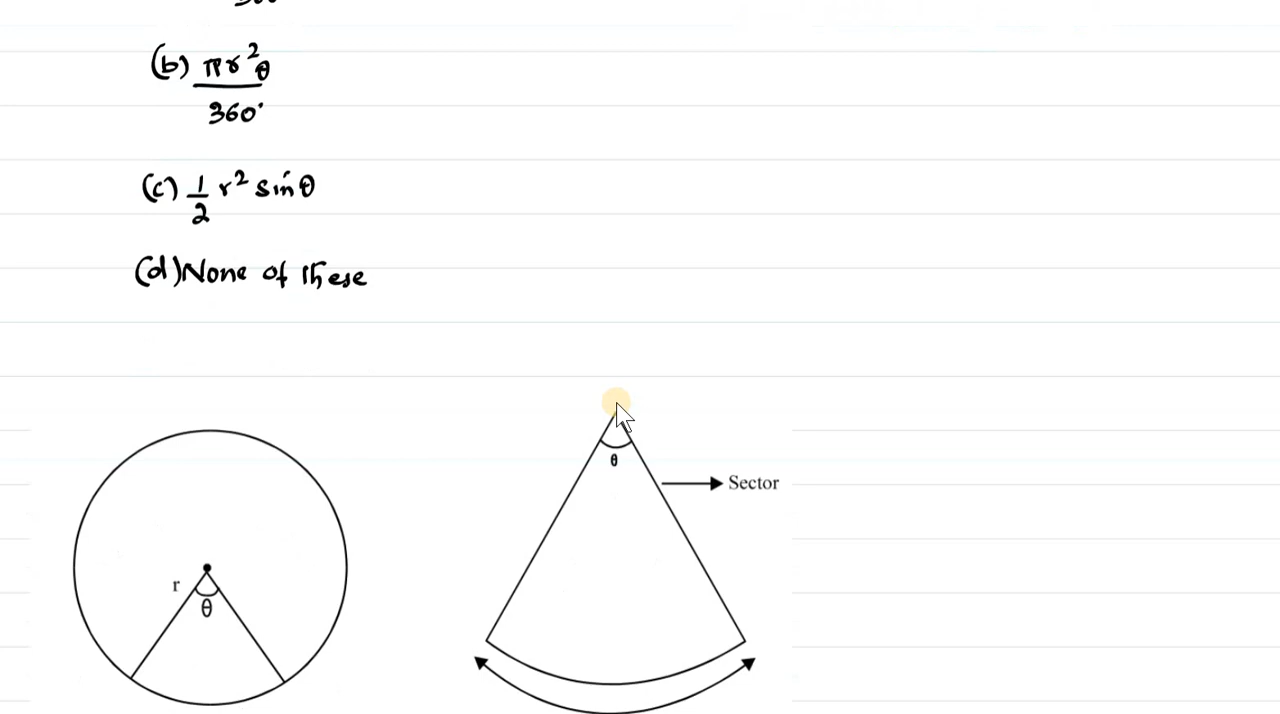 (b) πr²θ
360°
(c) 1/2 r² sinθ
(d) None of these
θ
Sector
r
θ